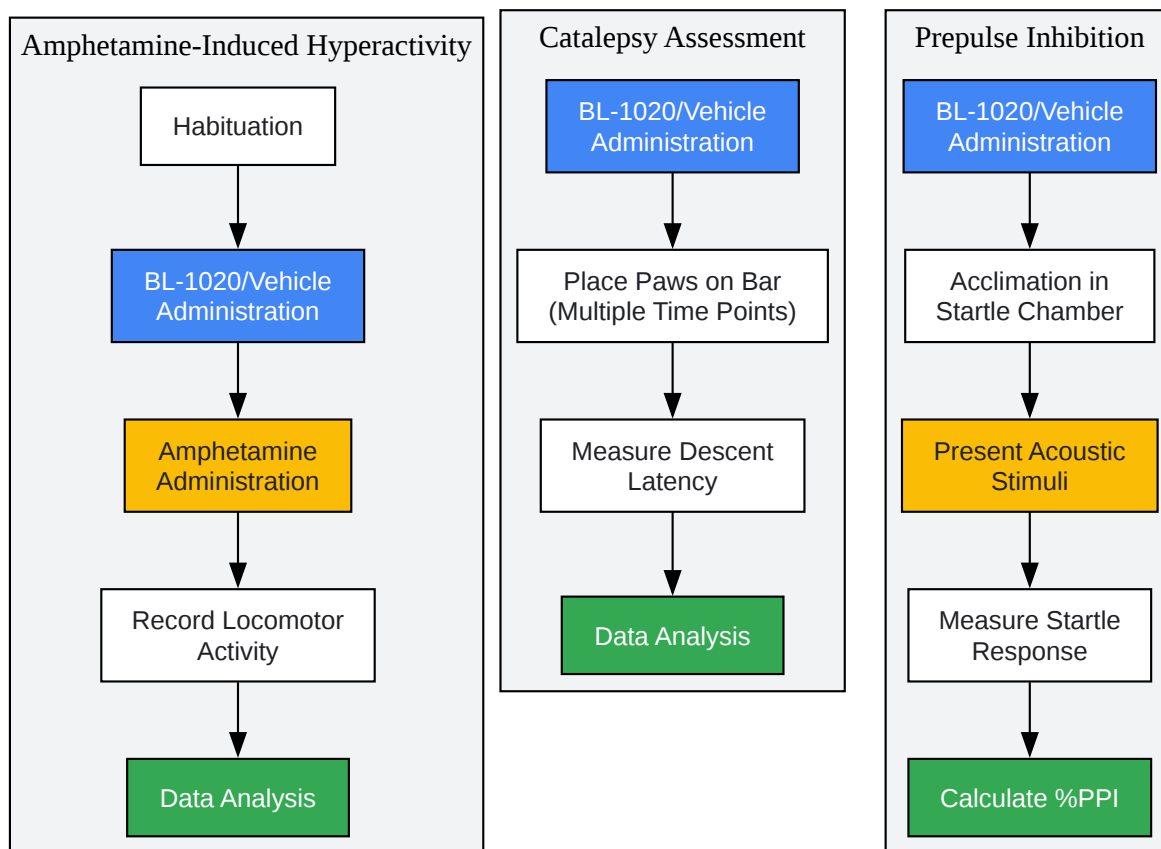 Amphetamine-Induced Hyperactivity
Habituation
BL-1020/Vehicle
Administration
Amphetamine
Administration
Record Locomotor
Activity
Data Analysis
Catalepsy Assessment
BL-1020/Vehicle
Administration
Place Paws on Bar
(Multiple Time Points)
Measure Descent
Latency
Data Analysis
Prepulse Inhibition
BL-1020/Vehicle
Administration
Acclimation in
Startle Chamber
Present Acoustic
Stimuli
Measure Startle
Response
Calculate %PPI